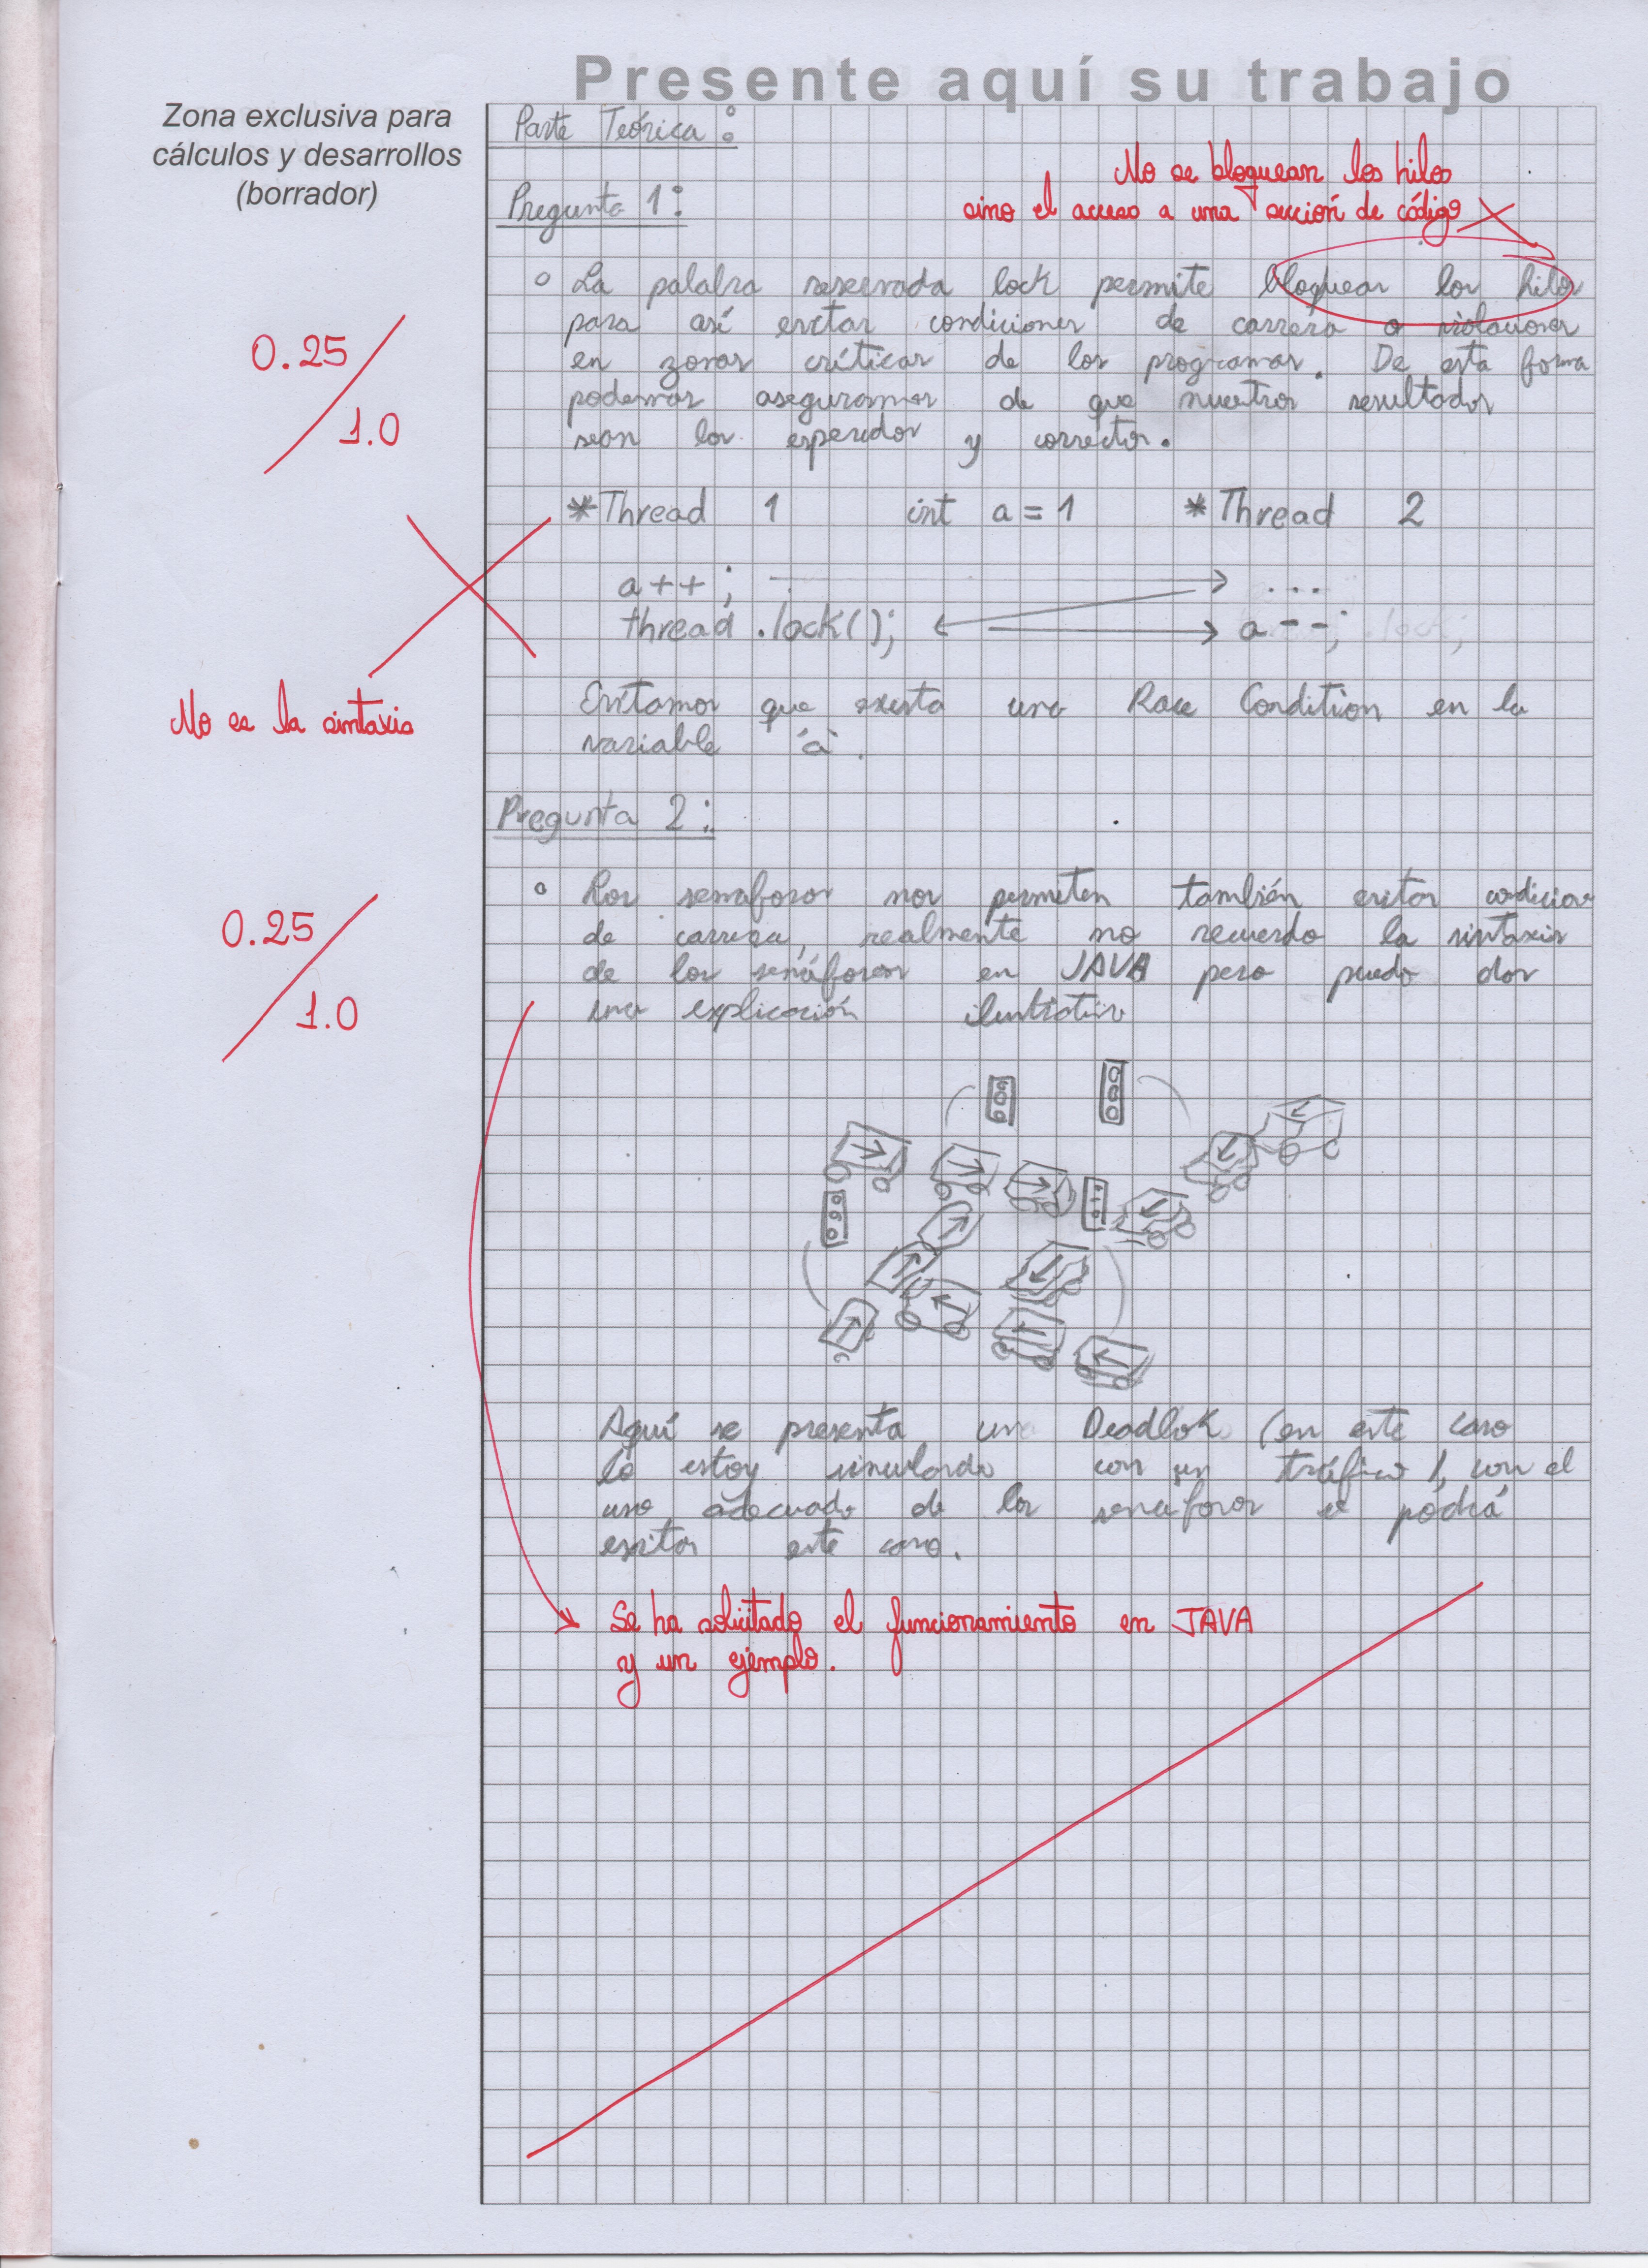 Presente aquí su trabajo
Zona exclusiva para
cálculos y desarrollos
(borrador)
Parte Teórica:
No se bloquean los hilos
sino el acceso a una sección de código
Pregunta 1:
La palabra reservada lock permite bloquear los hilos
para así evitar condiciones de carrera o violaciones
en zonas críticas de los programas. De esta forma
podemos asegurarnos de que nuestros resultados
sean los esperados y correctos.
0.25
1.0
*Thread 1 int a = 1 *Thread 2
a++; ...
thread.lock(); a--;
No es la sintaxis
Evitamos que exista una Race Condition en la
variable 'a'.
Pregunta 2:
Los semaforos nos permiten también evitar
de carrera, realmente no recuerdo la sintaxis
de los semáforos en JAVA pero puedo dar
una explicación ilustrativa
0.25
1.0
Aquí se presenta un Deadlok (en este caso
lo estoy simulando con un tráfico), con el
uso adecuado de los semaforos se podrá
evitar este caso.
Se ha solicitado el funcionamiento en JAVA
y un ejemplo.